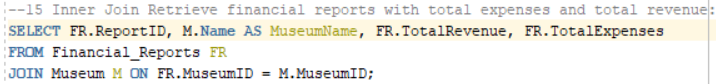 --15 Inner Join Retrieve financial reports with total expenses and total revenue:
SELECT FR.ReportID, M.Name AS MuseumName, FR.TotalRevenue, FR.TotalExpenses
FROM Financial_Reports FR
JOIN Museum M ON FR.MuseumID = M.MuseumID;